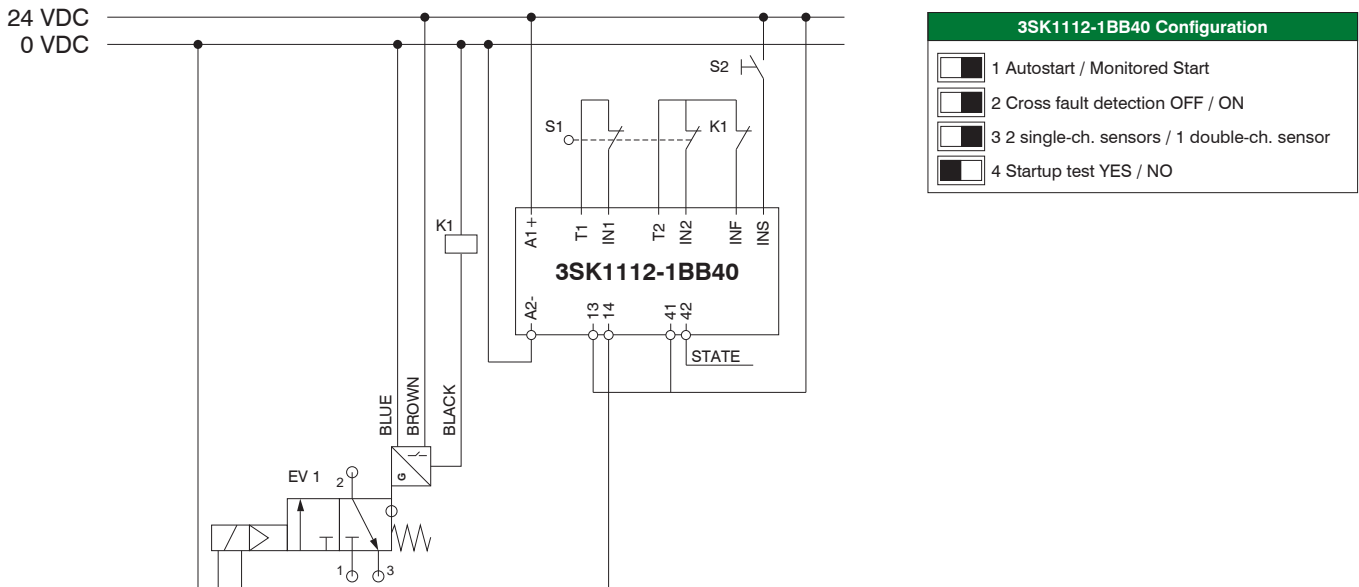 24 VDC
0 VDC
3SK1112-1BB40 Configuration
1 Autostart / Monitored Start
2 Cross fault detection OFF / ON
3 2 single-ch. sensors / 1 double-ch. sensor
4 Startup test YES / NO
S2
S1
K1
K1
A1+
T1
IN1
T2
IN2
INF
INS
3SK1112-1BB40
A2-
13
14
41
42
STATE
BLUE
BROWN
BLACK
G
EV 1
2
1
3